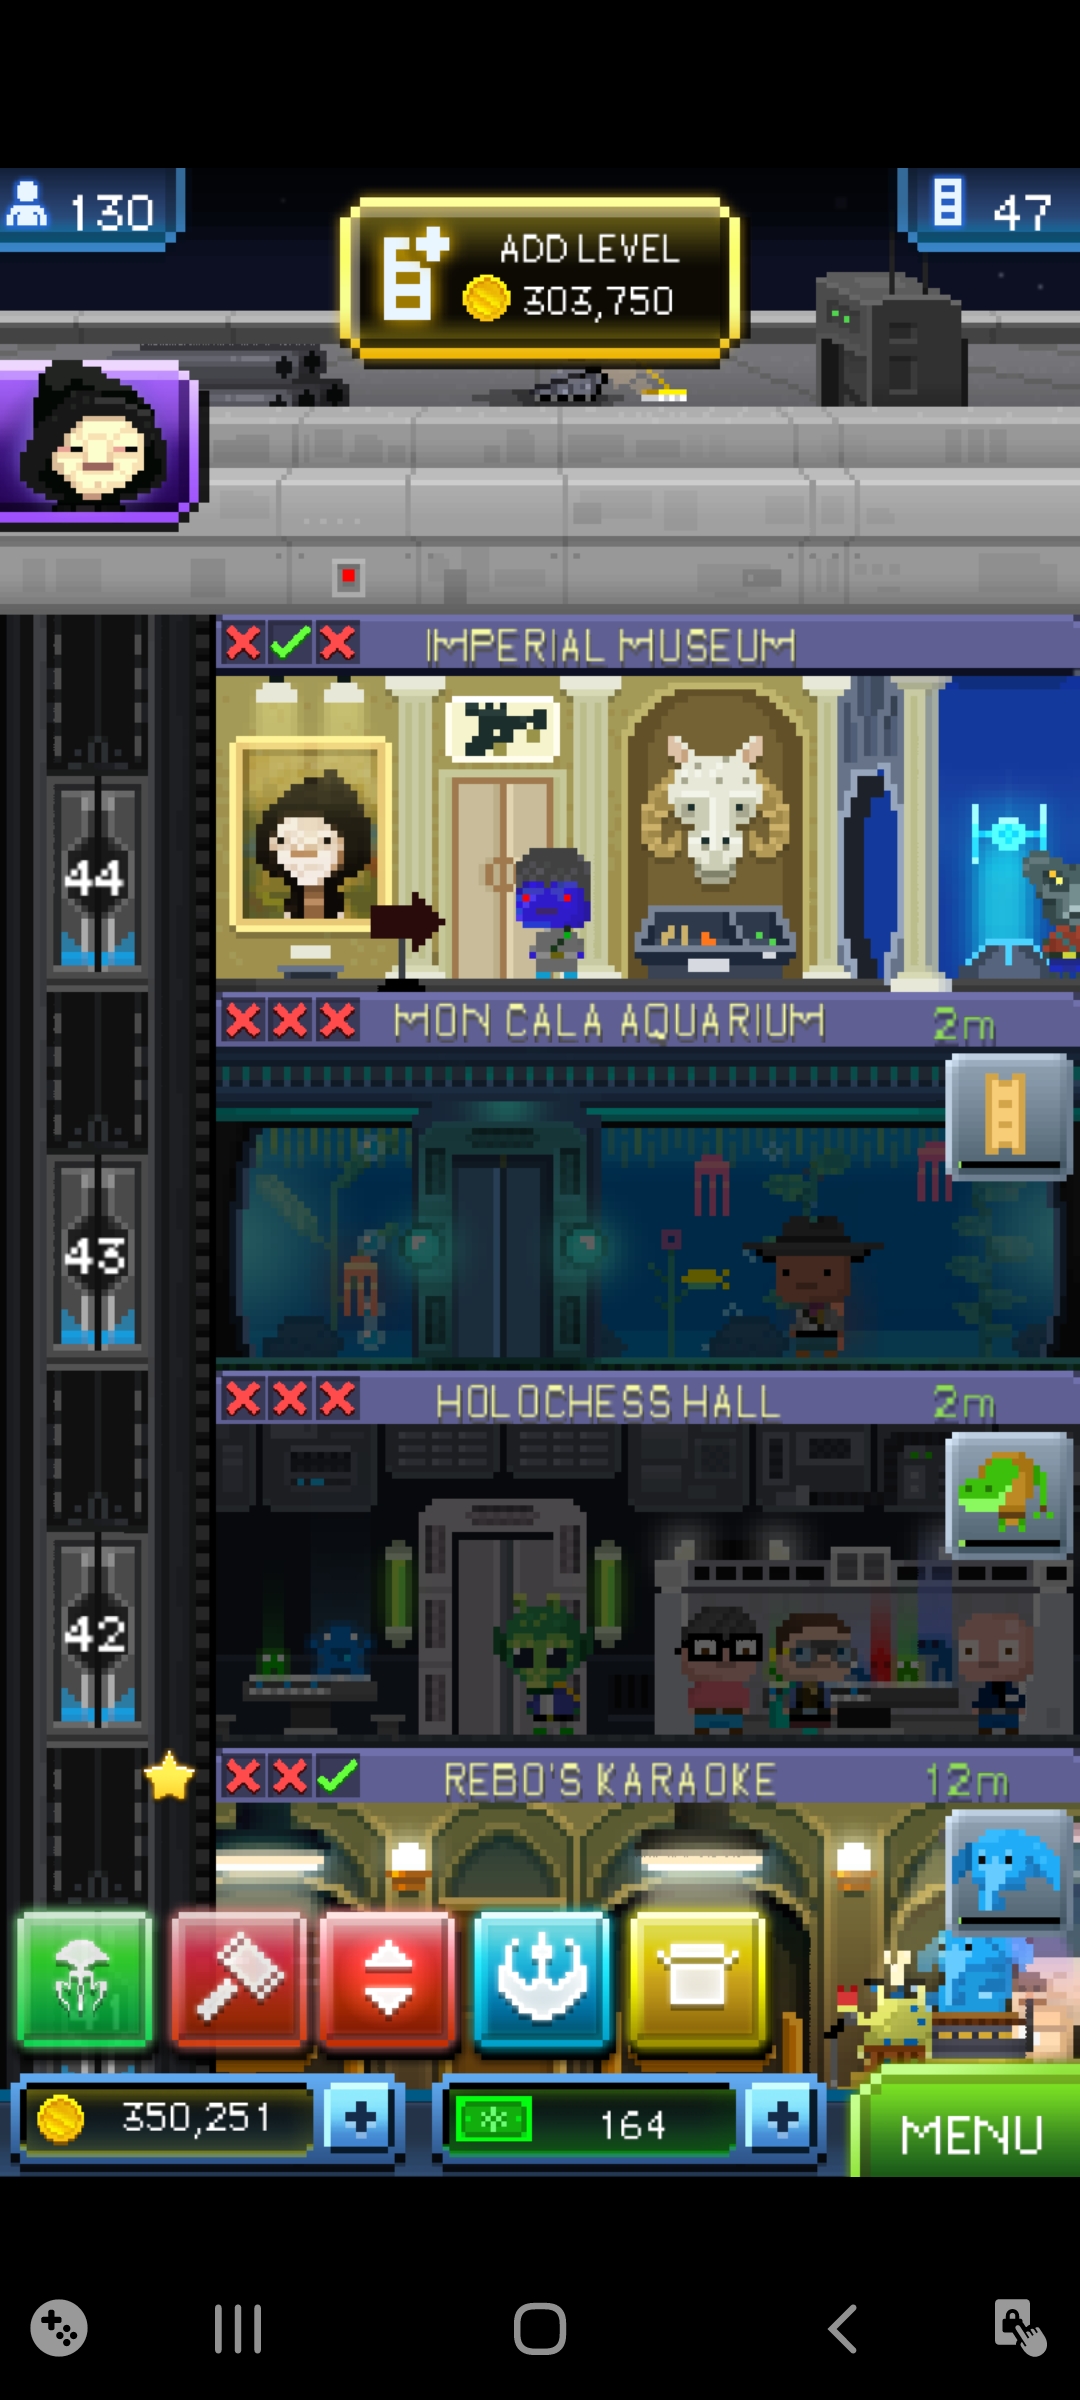 130
ADD LEVEL
303,750
47
IMPERIAL MUSEUM
44
MON CALA AQUARIUM 2m
43
HOLOCHESS HALL 2m
42
REBO'S KARAOKE 12m
350,251
164
MENU